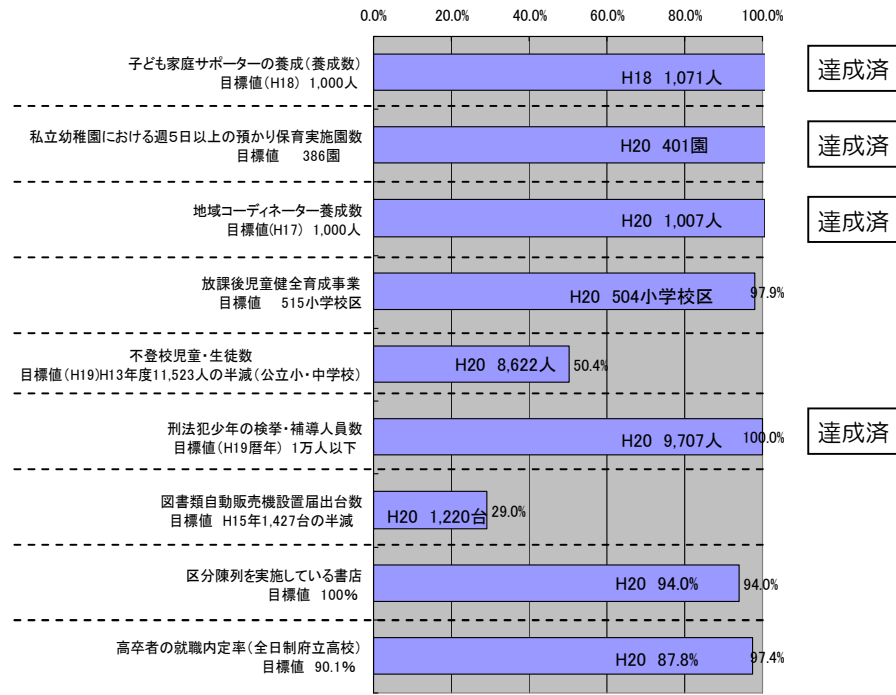 0.0% 20.0% 40.0% 60.0% 80.0% 100.0%
子ども家庭サポーターの養成(養成数)
目標値(H18) 1,000人
H18 1,071人
達成済
私立幼稚園における週5日以上の預かり保育実施園数
目標値 386園
H20 401園
達成済
地域コーディネーター養成数
目標値(H17) 1,000人
H20 1,007人
達成済
放課後児童健全育成事業
目標値 515小学校区
H20 504小学校区
97.9%
不登校児童・生徒数
目標値(H19)H13年度11,523人の半減(公立小・中学校)
H20 8,622人
50.4%
刑法犯少年の検挙・補導人員数
目標値(H19暦年) 1万人以下
H20 9,707人
100.0%
達成済
図書類自動販売機設置届出台数
目標値 H15年1,427台の半減
H20 1,220台
29.0%
区分陳列を実施している書店
目標値 100%
H20 94.0%
94.0%
高卒者の就職内定率(全日制府立高校)
目標値 90.1%
H20 87.8%
97.4%